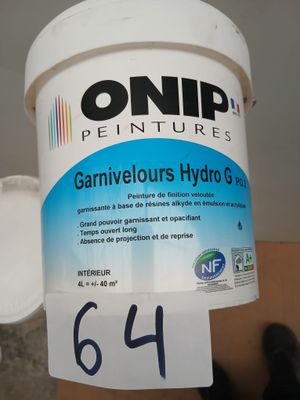 ONIP
PEINTURES
Garnivelours Hydro G
Peinture de finition veloutée
garnissante à base de résines alkyde en émulsion et
. Grand pouvoir garnissant et opacifiant
. Temps ouvert long
. Absence de projection et de reprise
INTÉRIEUR
4L = +/- 40 m²
NF
A+
64